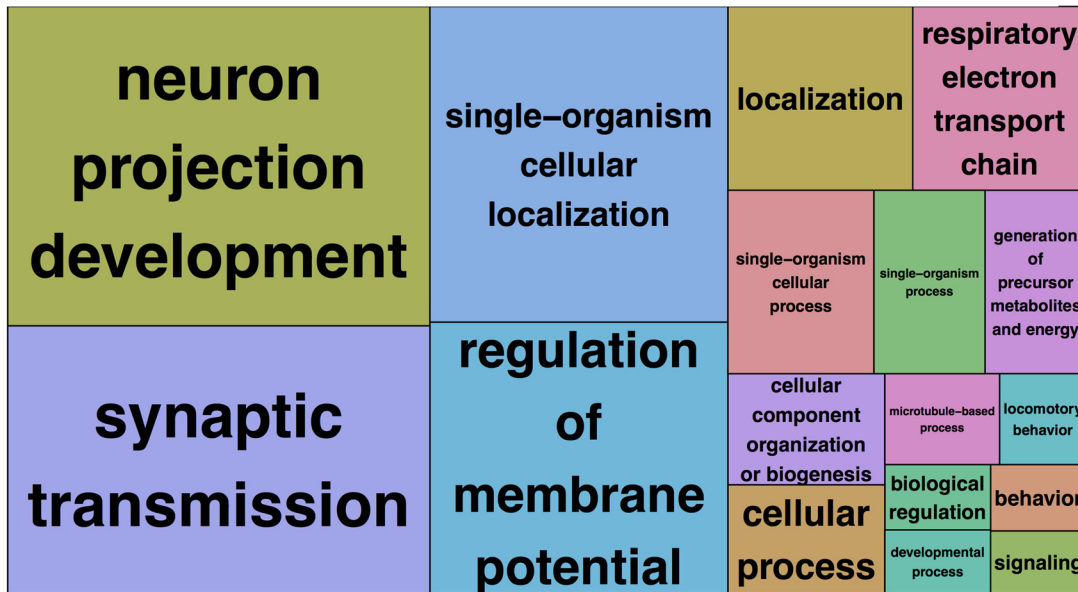 neuron
projection
development
synaptic
transmission
single−organism
cellular
localization
regulation
of
membrane
potential
localization
respiratory
electron
transport
chain
single−organism
cellular
process
single−organism
process
generation
of
precursor
metabolites
and energy
cellular
component
organization
or biogenesis
microtubule−based
process
locomotory
behavior
cellular
process
biological
regulation
behavior
developmental
process
signaling